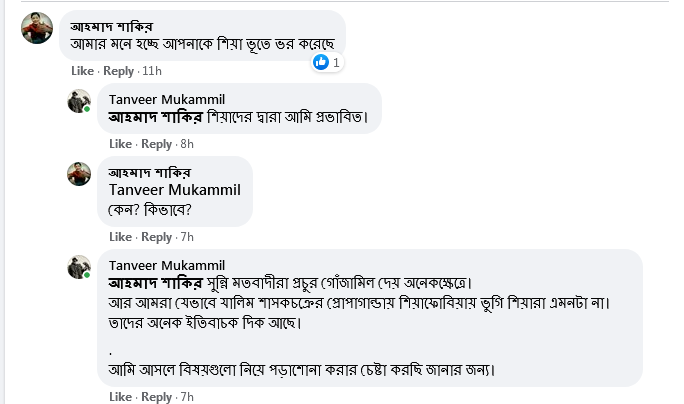 আহমাদ শাকির
আমার মনে হচ্ছে আপনাকে শিয়া ভূতে ভর করেছে
1
Like · Reply · 11h
Tanveer Mukammil
আহমাদ শাকির শিয়াদের দ্বারা আমি প্রভাবিত।
Like · Reply · 8h
আহমাদ শাকির
Tanveer Mukammil
কেন? কিভাবে?
Like · Reply · 7h
Tanveer Mukammil
আহমাদ শাকির সুন্নি মতবাদীরা প্রচুর গোঁজামিল দেয় অনেকক্ষেত্রে।
আর আমরা যেভাবে যালিম শাসকচক্রের প্রোপাগান্ডায় শিয়াফোবিয়ায় ভুগি শিয়ারা এমনটা না।
তাদের অনেক ইতিবাচক দিক আছে।
.
আমি আসলে বিষয়গুলো নিয়ে পড়াশোনা করার চেষ্টা করছি জানার জন্য।
Like · Reply · 7h